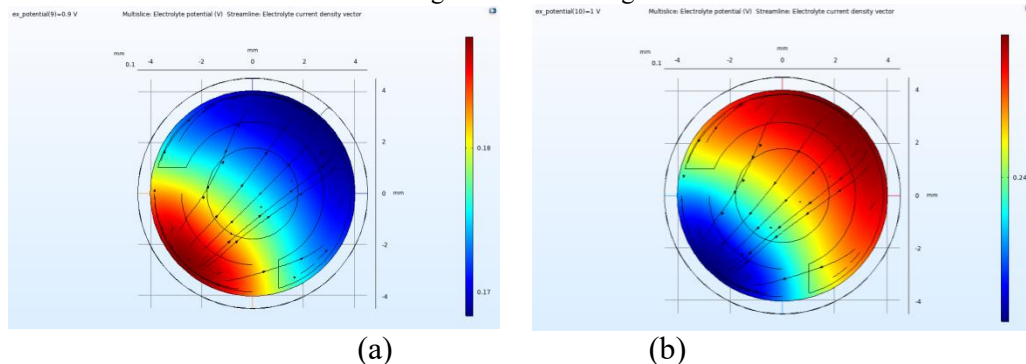 ex_potential(9)=0.9 V Multislice: Electrolyte potential (V) Streamline: Electrolyte current density vector
mm
mm
-4 -2 0 2 4
0.1
4
2
0 mm
-2
-4
0.18
0.17
(a)
ex_potential(10)=1 V Multislice: Electrolyte potential (V) Streamline: Electrolyte current density vector
mm
mm
-4 -2 0 2 4
0.1
4
2
0 mm
-2
-4
0.24
(b)